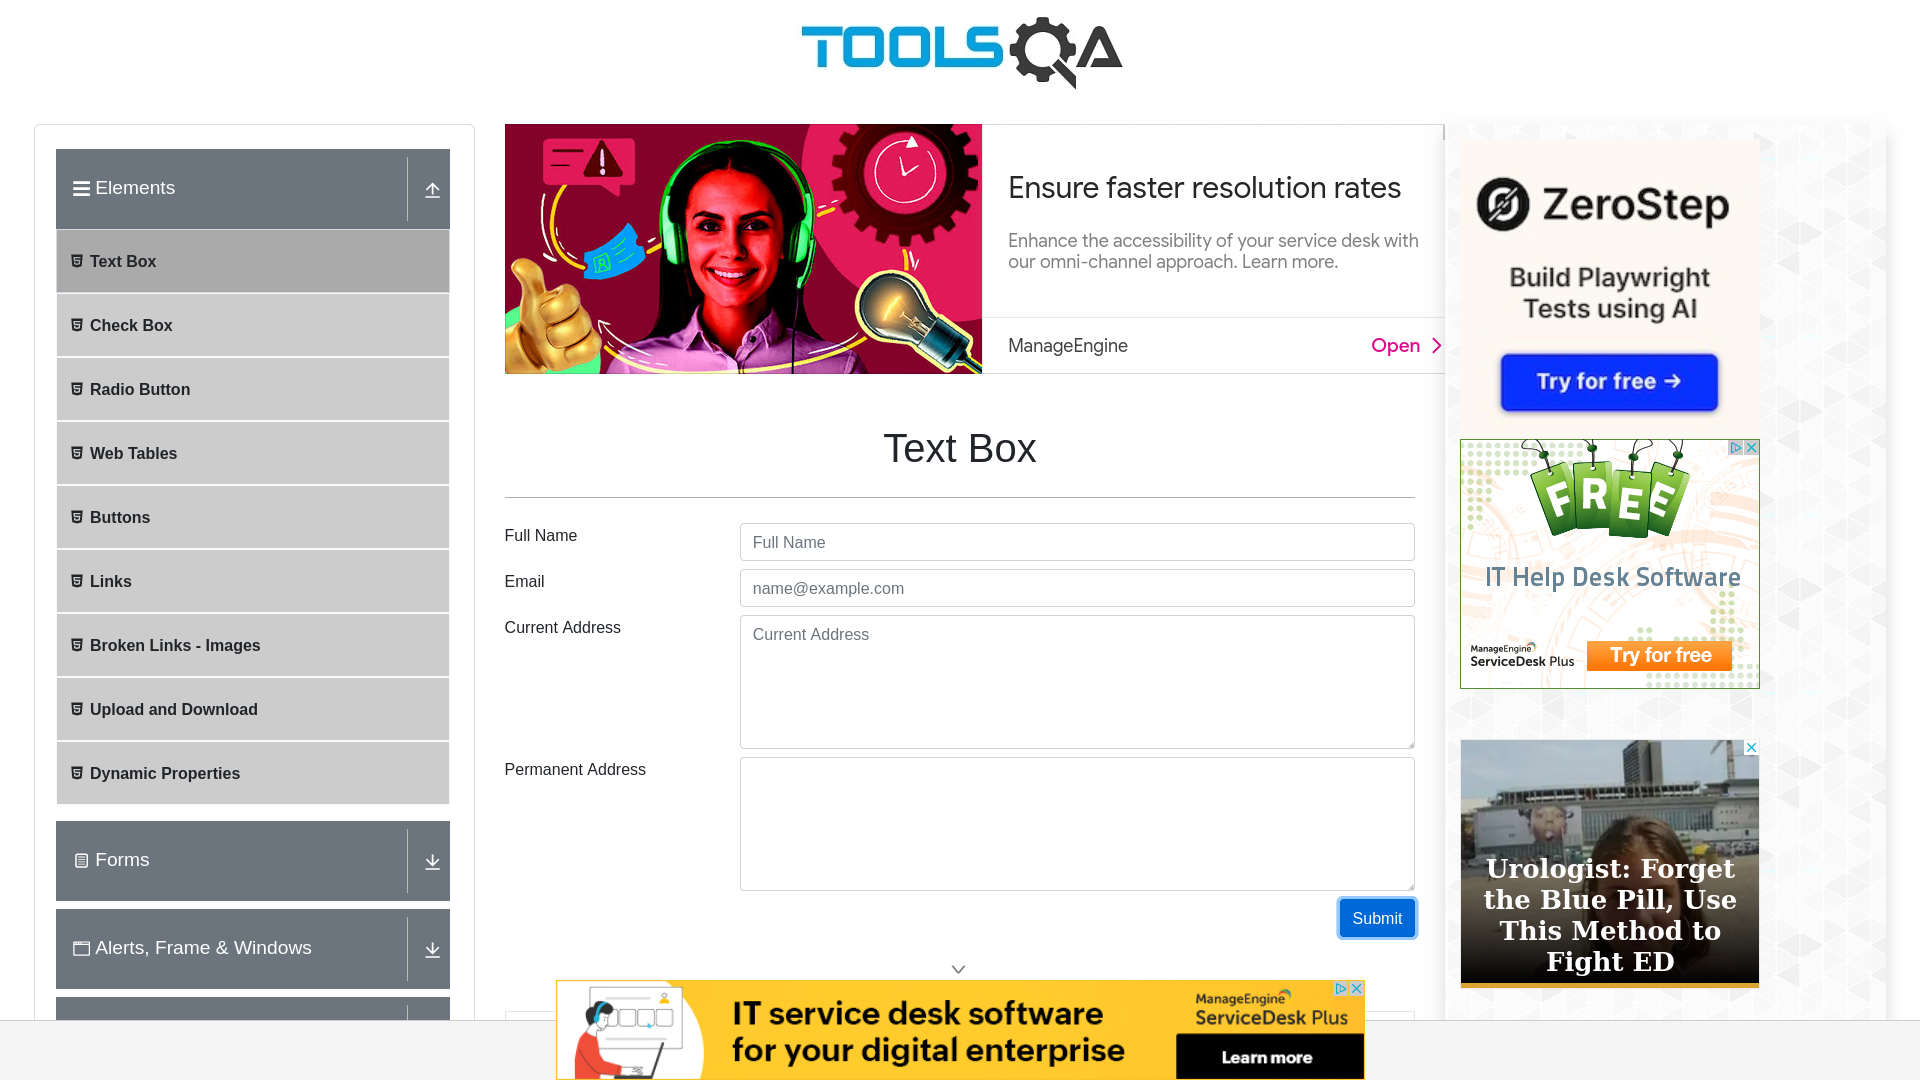 TOOLSQA
Elements
Text Box
Check Box
Radio Button
Web Tables
Buttons
Links
Broken Links - Images
Upload and Download
Dynamic Properties
Forms
Alerts, Frame & Windows
Ensure faster resolution rates
Enhance the accessibility of your service desk with
our omni-channel approach. Learn more.
ManageEngine
Open
Text Box
Full Name
Full Name
Email
name@example.com
Current Address
Current Address
Permanent Address
Submit
ZeroStep
Build Playwright
Tests using AI
Try for free →
FREE
IT Help Desk Software
ManageEngine
ServiceDesk Plus
Try for free
Urologist: Forget
the Blue Pill, Use
This Method to
Fight ED
IT service desk software
for your digital enterprise
ManageEngine
ServiceDesk Plus
Learn more